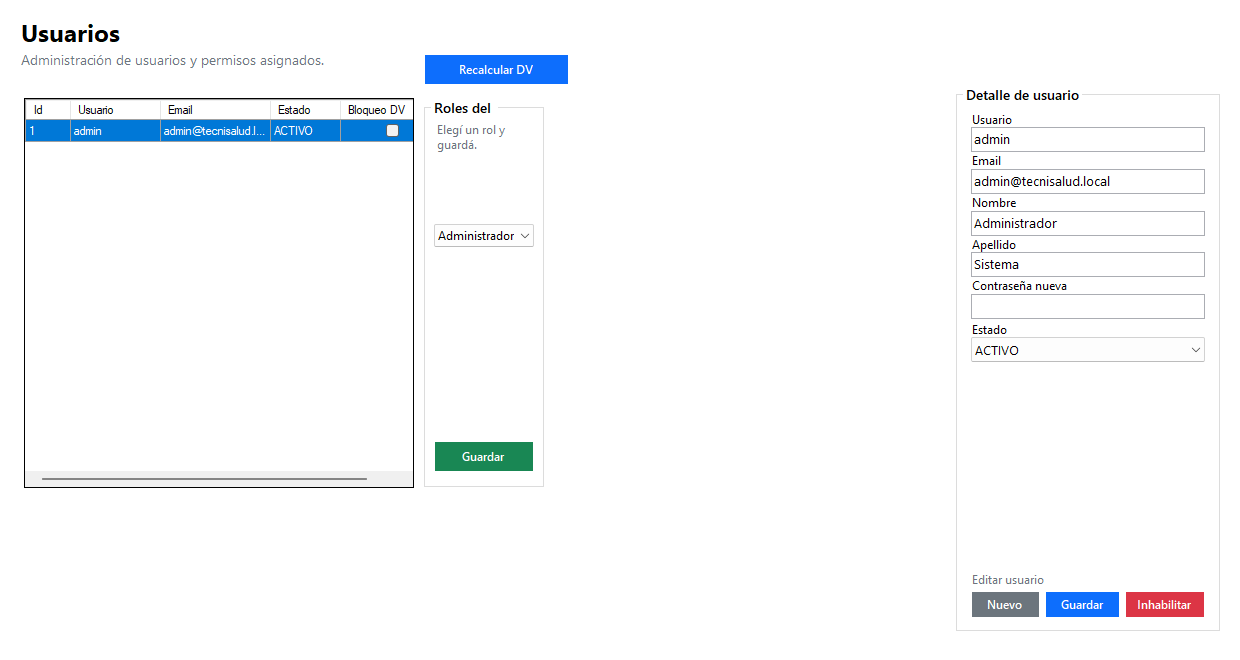 Usuarios
Administración de usuarios y permisos asignados.
Recalcular DV
Id Usuario Email Estado Bloqueo DV
1 admin admin@tecnisalud.l... ACTIVO
Roles del
Elegí un rol y
guardá.
Administrador
Guardar
Detalle de usuario
Usuario
admin
Email
admin@tecnisalud.local
Nombre
Administrador
Apellido
Sistema
Contraseña nueva
Estado
ACTIVO
Editar usuario
Nuevo Guardar Inhabilitar